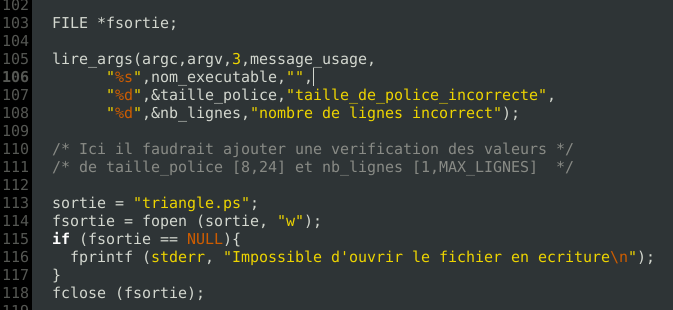 102
103 FILE *fsortie;
104
105 lire_args(argc,argv,3,message_usage,
106 "%s",nom_executable,"",
107 "%d",&taille_police,"taille_de_police_incorrecte",
108 "%d",&nb_lignes,"nombre de lignes incorrect");
109
110 /* Ici il faudrait ajouter une verification des valeurs */
111 /* de taille_police [8,24] et nb_lignes [1,MAX_LIGNES]  */
112
113 sortie = "triangle.ps";
114 fsortie = fopen (sortie, "w");
115 if (fsortie == NULL){
116 fprintf (stderr, "Impossible d'ouvrir le fichier en ecriture\n");
117 }
118 fclose (fsortie);
119